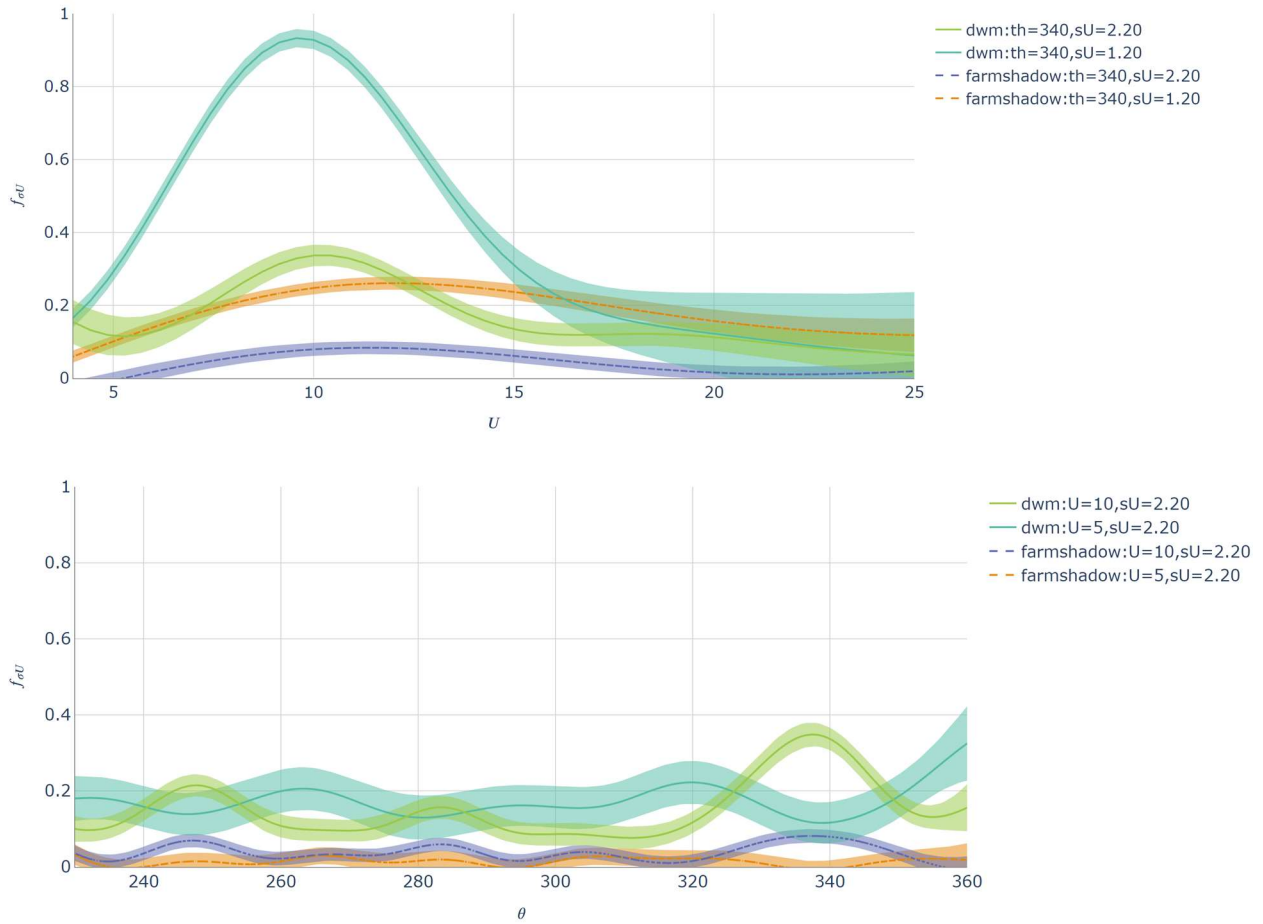 1
0.8
0.6
0.4
0.2
0
5
10
15
20
25
fσU
U
dwm:th=340,sU=2.20
dwm:th=340,sU=1.20
farmshadow:th=340,sU=2.20
farmshadow:th=340,sU=1.20
1
0.8
0.6
0.4
0.2
0
240
260
280
300
320
340
360
fσU
θ
dwm:U=10,sU=2.20
dwm:U=5,sU=2.20
farmshadow:U=10,sU=2.20
farmshadow:U=5,sU=2.20